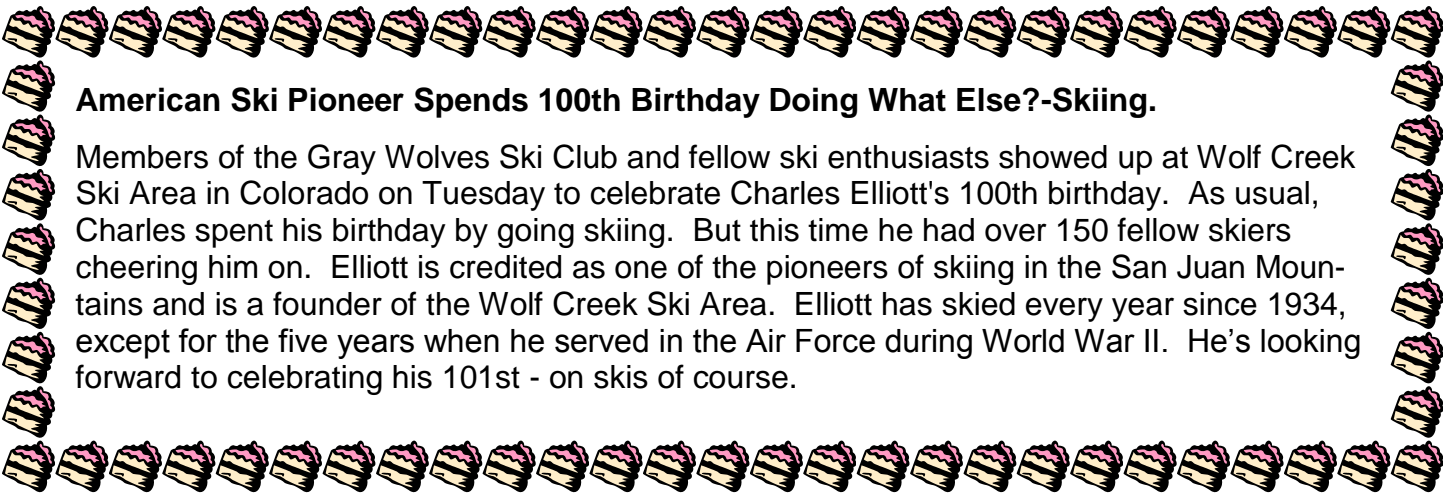 American Ski Pioneer Spends 100th Birthday Doing What Else?-Skiing.
Members of the Gray Wolves Ski Club and fellow ski enthusiasts showed up at Wolf Creek
Ski Area in Colorado on Tuesday to celebrate Charles Elliott's 100th birthday.  As usual,
Charles spent his birthday by going skiing.  But this time he had over 150 fellow skiers
cheering him on.  Elliott is credited as one of the pioneers of skiing in the San Juan Moun-
tains and is a founder of the Wolf Creek Ski Area.  Elliott has skied every year since 1934,
except for the five years when he served in the Air Force during World War II.  He’s looking
forward to celebrating his 101st - on skis of course.